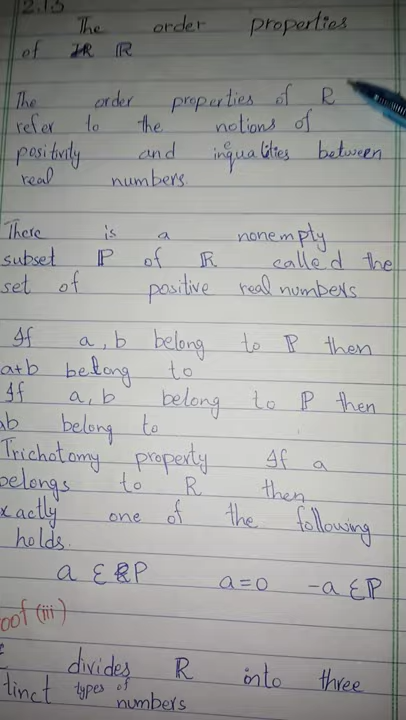 2.13
The order properties
of R ℝ
The order properties of R
refer to the notions of
positivity and inequalities between
real numbers.
There is a nonempty
subset ℙ of ℝ called the
set of positive real numbers
If a, b belong to ℙ then
a+b belong to
If a, b belong to ℙ then
ab belong to
Trichotomy property If a
belongs to R then
xactly one of the following
holds.
a ∈ ℙ a=0 -a ∈ ℙ
oof (iii)
divides ℝ into three
tinct types of
numbers